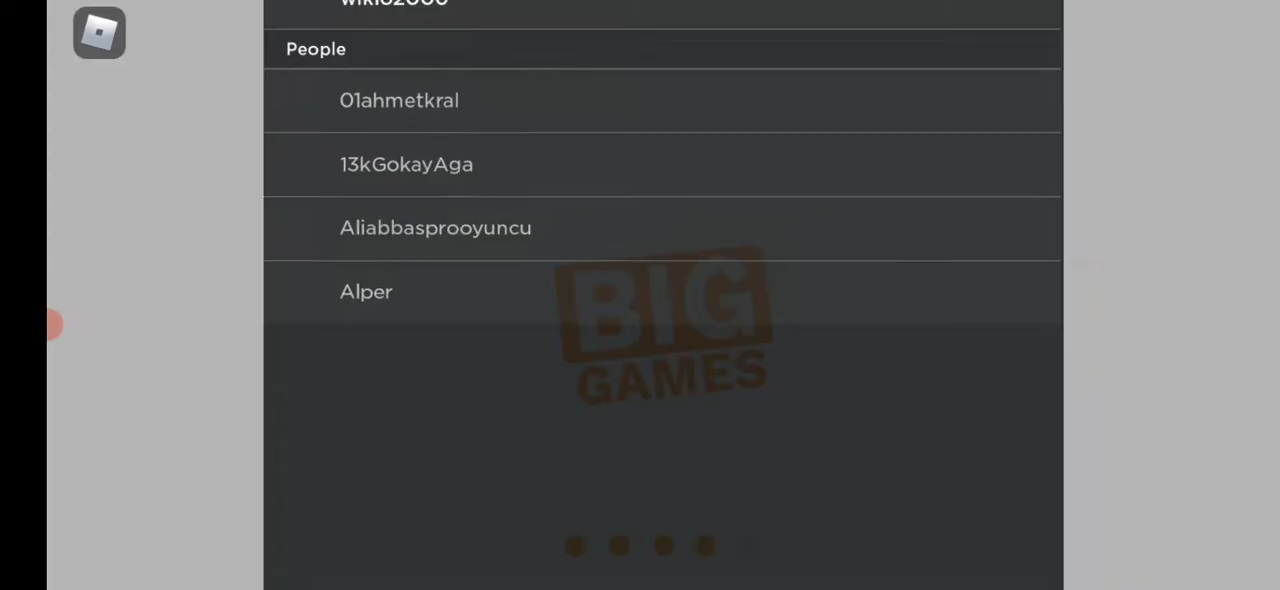 People
01ahmetkral
13kGokayAga
Aliabbasprooyuncu
Alper
BIG
GAMES